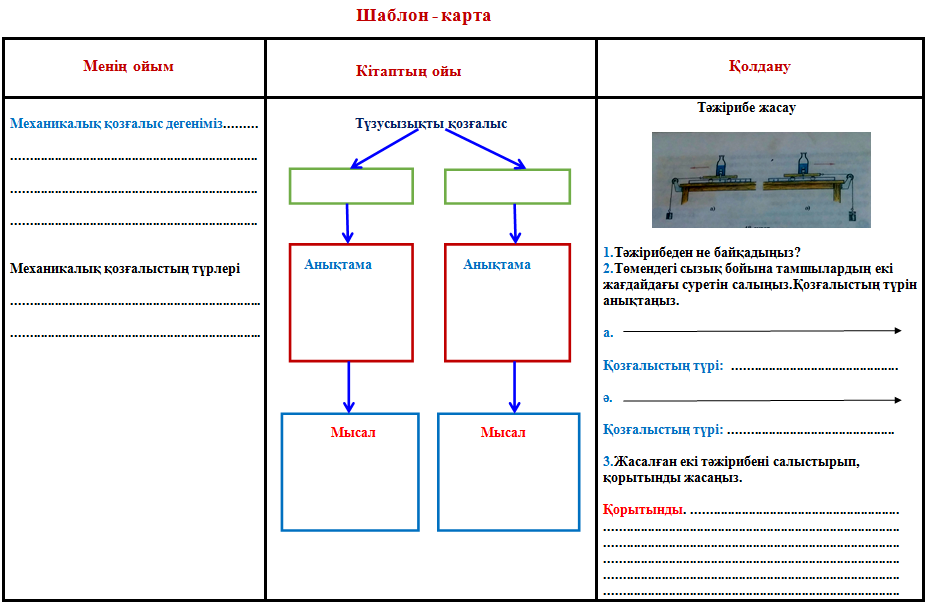 Шаблон - карта
Менің ойым
Кітаптың ойы
Қолдану
Механикалық қозғалыс дегеніміз.........
..............................................................
..............................................................
..............................................................
Механикалық қозғалыстың түрлері
..............................................................
..............................................................
Түзусызықты қозғалыс
Анықтама
Анықтама
Мысал
Мысал
Тәжірибе жасау
1.Тәжірибеден не байқадыңыз?
2.Төмендегі сызық бойына тамшылардың екі
жағдайдағы суретін салыңыз.Қозғалыстың түрін
анықтаңыз.
а.
Қозғалыстың түрі: ..........................................
ә.
Қозғалыстың түрі: ..........................................
3.Жасалған екі тәжірибені салыстырып,
қорытынды жасаңыз.
Қорытынды. ....................................................
..........................................................................
..........................................................................
..........................................................................
..........................................................................
..........................................................................